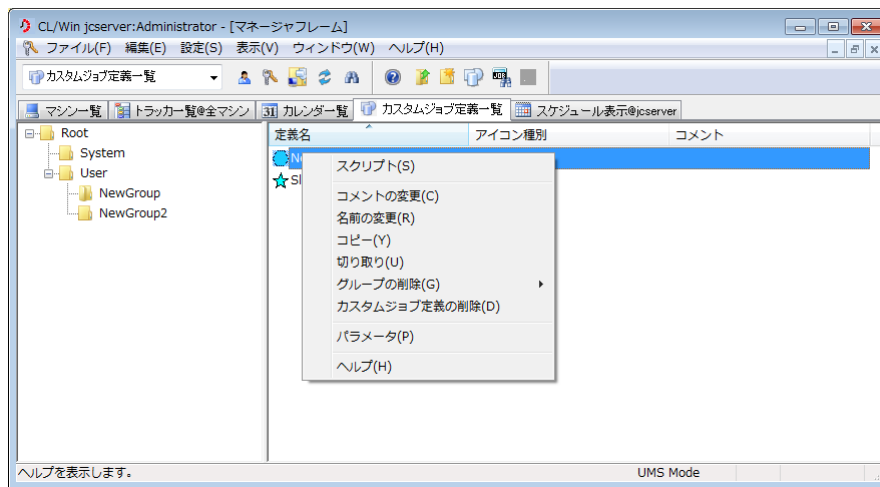 CL/Win jcserver:Administrator - [マネージャフレーム]
ファイル(F) 編集(E) 設定(S) 表示(V) ウィンドウ(W) ヘルプ(H)
カスタムジョブ定義一覧
マシン一覧 トラッカ一覧@全マシン 31 カレンダ一覧 カスタムジョブ定義一覧 スケジュール表示@jcserver
Root
System
User
NewGroup
NewGroup2
定義名 アイコン種別 コメント
スクリプト(S)
コメントの変更(C)
名前の変更(R)
コピー(Y)
切り取り(U)
グループの削除(G)
カスタムジョブ定義の削除(D)
パラメータ(P)
ヘルプ(H)
ヘルプを表示します。 UMS Mode